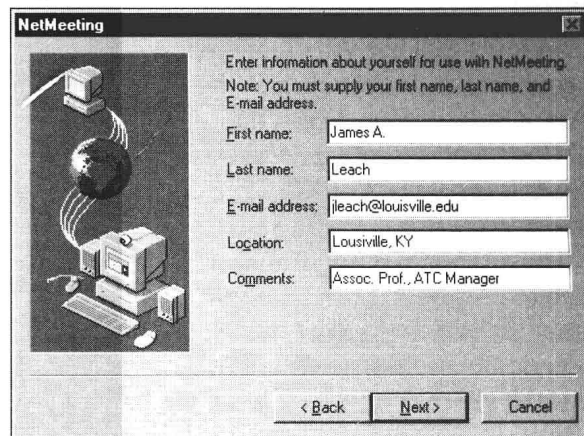 NetMeeting
Enter information about yourself for use with NetMeeting.
Note: You must supply your first name, last name, and
E-mail address.
First name: James A.
Last name: Leach
E-mail address: jleach@louisville.edu
Location: Lousiville, KY
Comments: Assoc. Prof., ATC Manager
< Back Next > Cancel